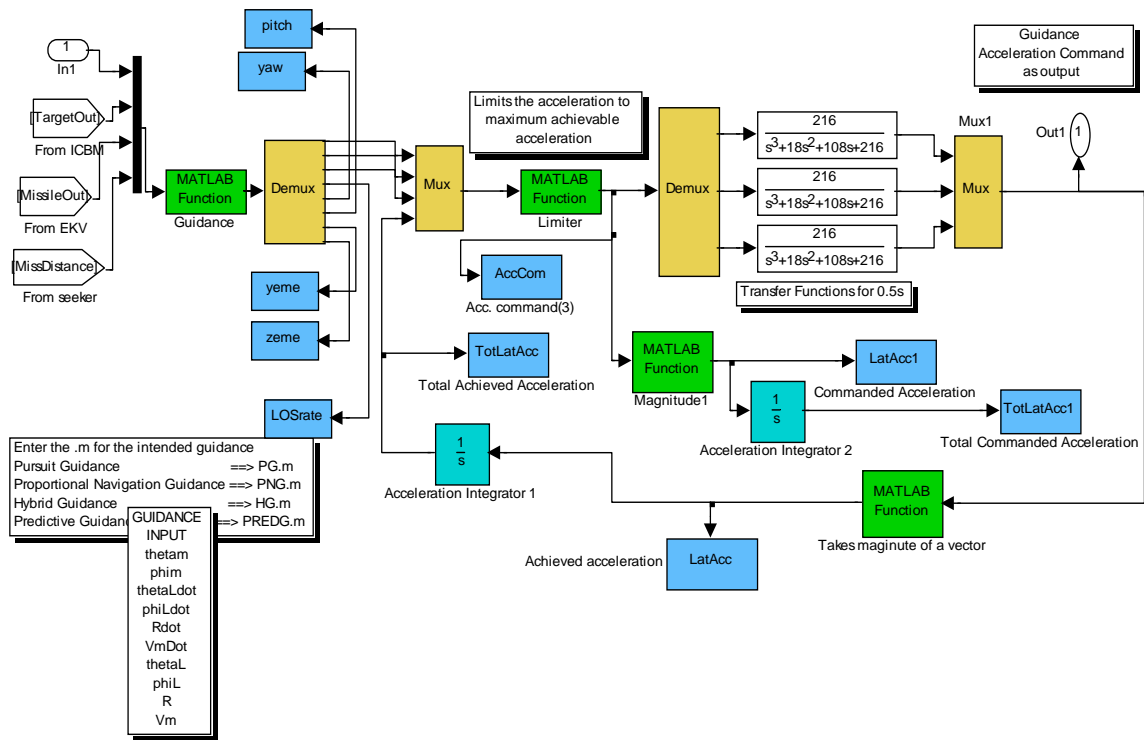 pitch
yaw
1
In1
[TargetOut]
From ICBM
[MissileOut]
From EKV
[MissDistance]
From seeker
MATLAB
Function
Guidance
Demux
yeme
zeme
LOSrate
Mux
Limits the acceleration to
maximum achievable
acceleration
MATLAB
Function
Limiter
AccCom
Acc. command(3)
TotLatAcc
Total Achieved Acceleration
Demux
216
s3+18s2+108s+216
216
s3+18s2+108s+216
216
s3+18s2+108s+216
Transfer Functions for 0.5s
Mux1
Mux
Guidance
Acceleration Command
as output
Out1
1
MATLAB
Function
Magnitude1
LatAcc1
Commanded Acceleration
1
s
Acceleration Integrator 2
TotLatAcc1
Total Commanded Acceleration
1
s
Acceleration Integrator 1
MATLAB
Function
Takes maginute of a vector
Achieved acceleration
LatAcc
Enter the .m for the intended guidance
Pursuit Guidance ==> PG.m
Proportional Navigation Guidance ==> PNG.m
Hybrid Guidance ==> HG.m
Predictive Guidance ==> PREDG.m
GUIDANCE
INPUT
thetam
phim
thetaLdot
phiLdot
Rdot
VmDot
thetaL
phiL
R
Vm